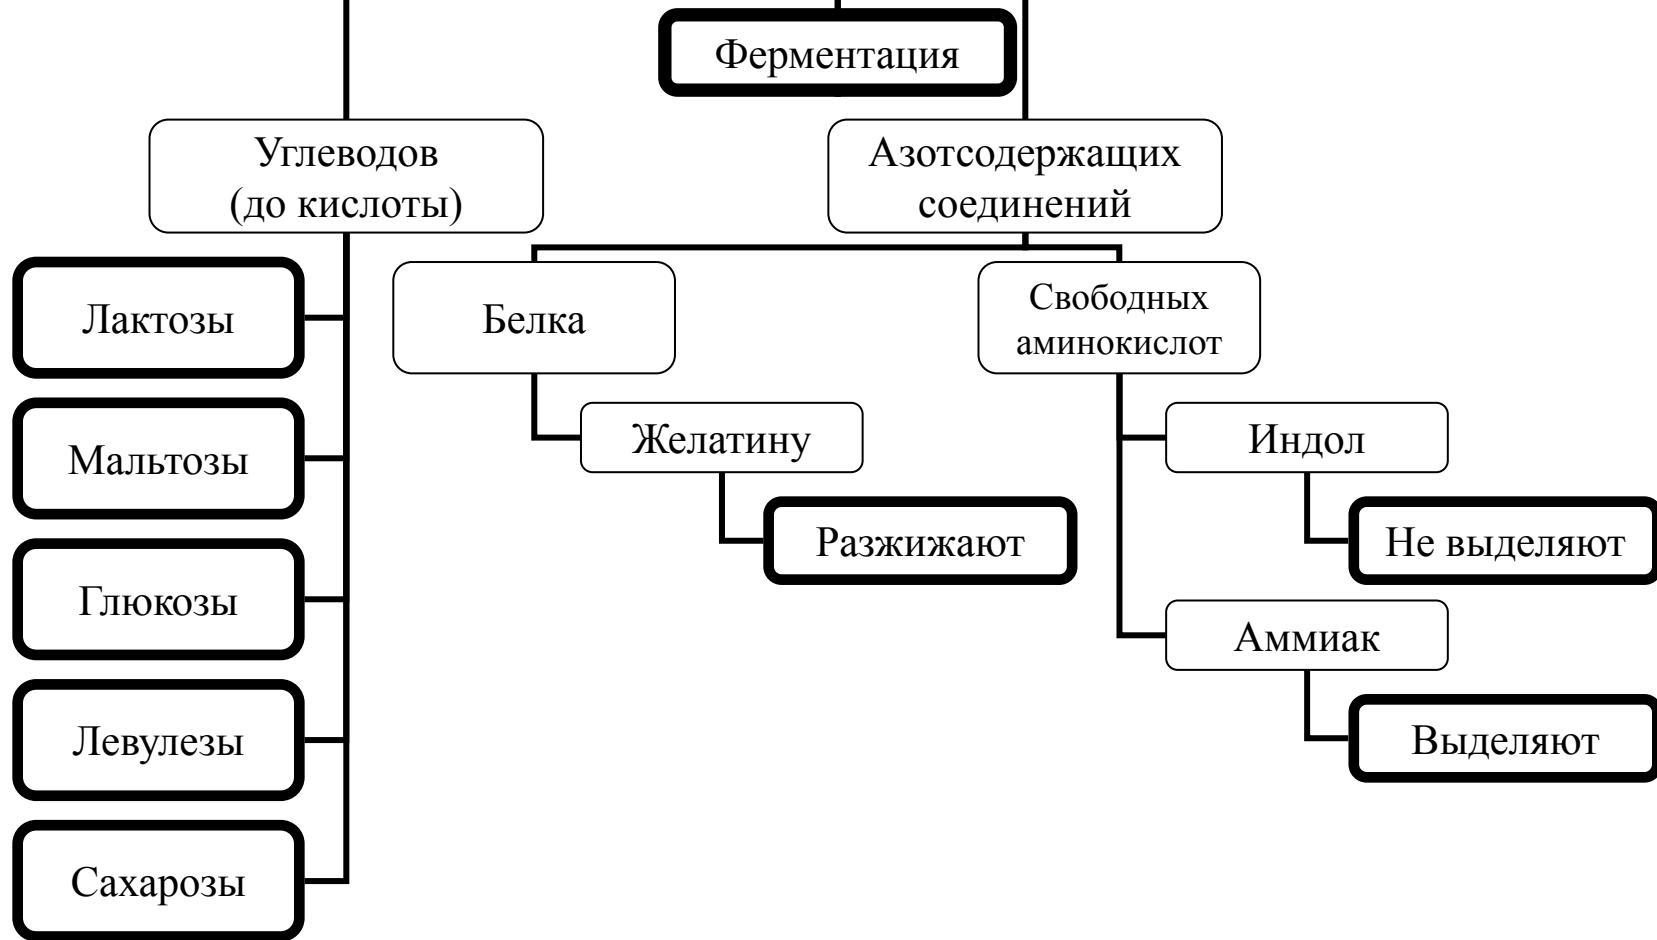 Ферментация
Углеводов
(до кислоты)
Азотсодержащих
соединений
Лактозы
Белка
Свободных
аминокислот
Мальтозы
Желатину
Индол
Глюкозы
Разжижают
Не выделяют
Аммиак
Левулезы
Выделяют
Сахарозы